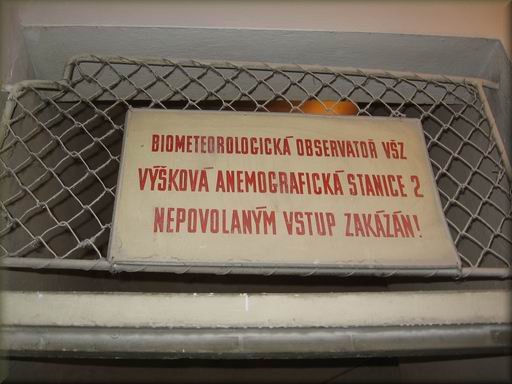 BIOMETEOROLOGICKÁ OBSERVATOŘ VŠZ
VÝŠKOVÁ ANEMOGRAFICKÁ STANICE 2
NEPOVOLANÝM VSTUP ZAKÁZÁN!